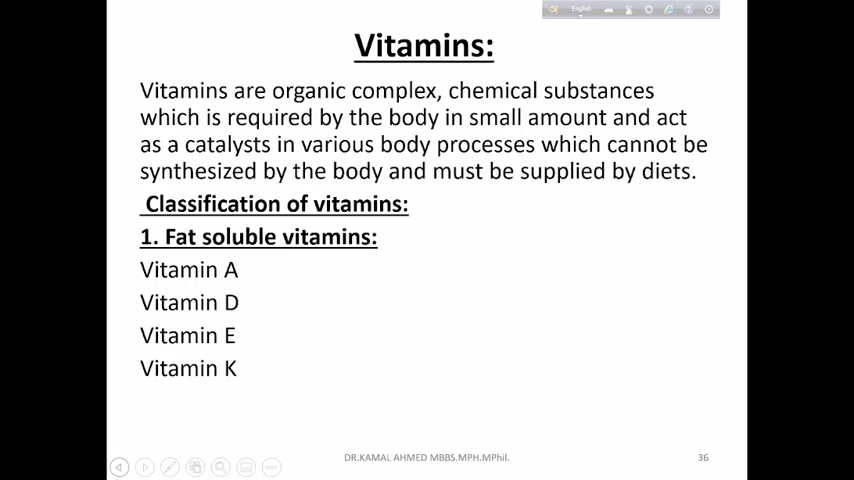 English
Vitamins:
Vitamins are organic complex, chemical substances
which is required by the body in small amount and act
as a catalysts in various body processes which cannot be
synthesized by the body and must be supplied by diets.
Classification of vitamins:
1. Fat soluble vitamins:
Vitamin A
Vitamin D
Vitamin E
Vitamin K
DR.KAMAL AHMED MBBS.MPH.MPhil.
36